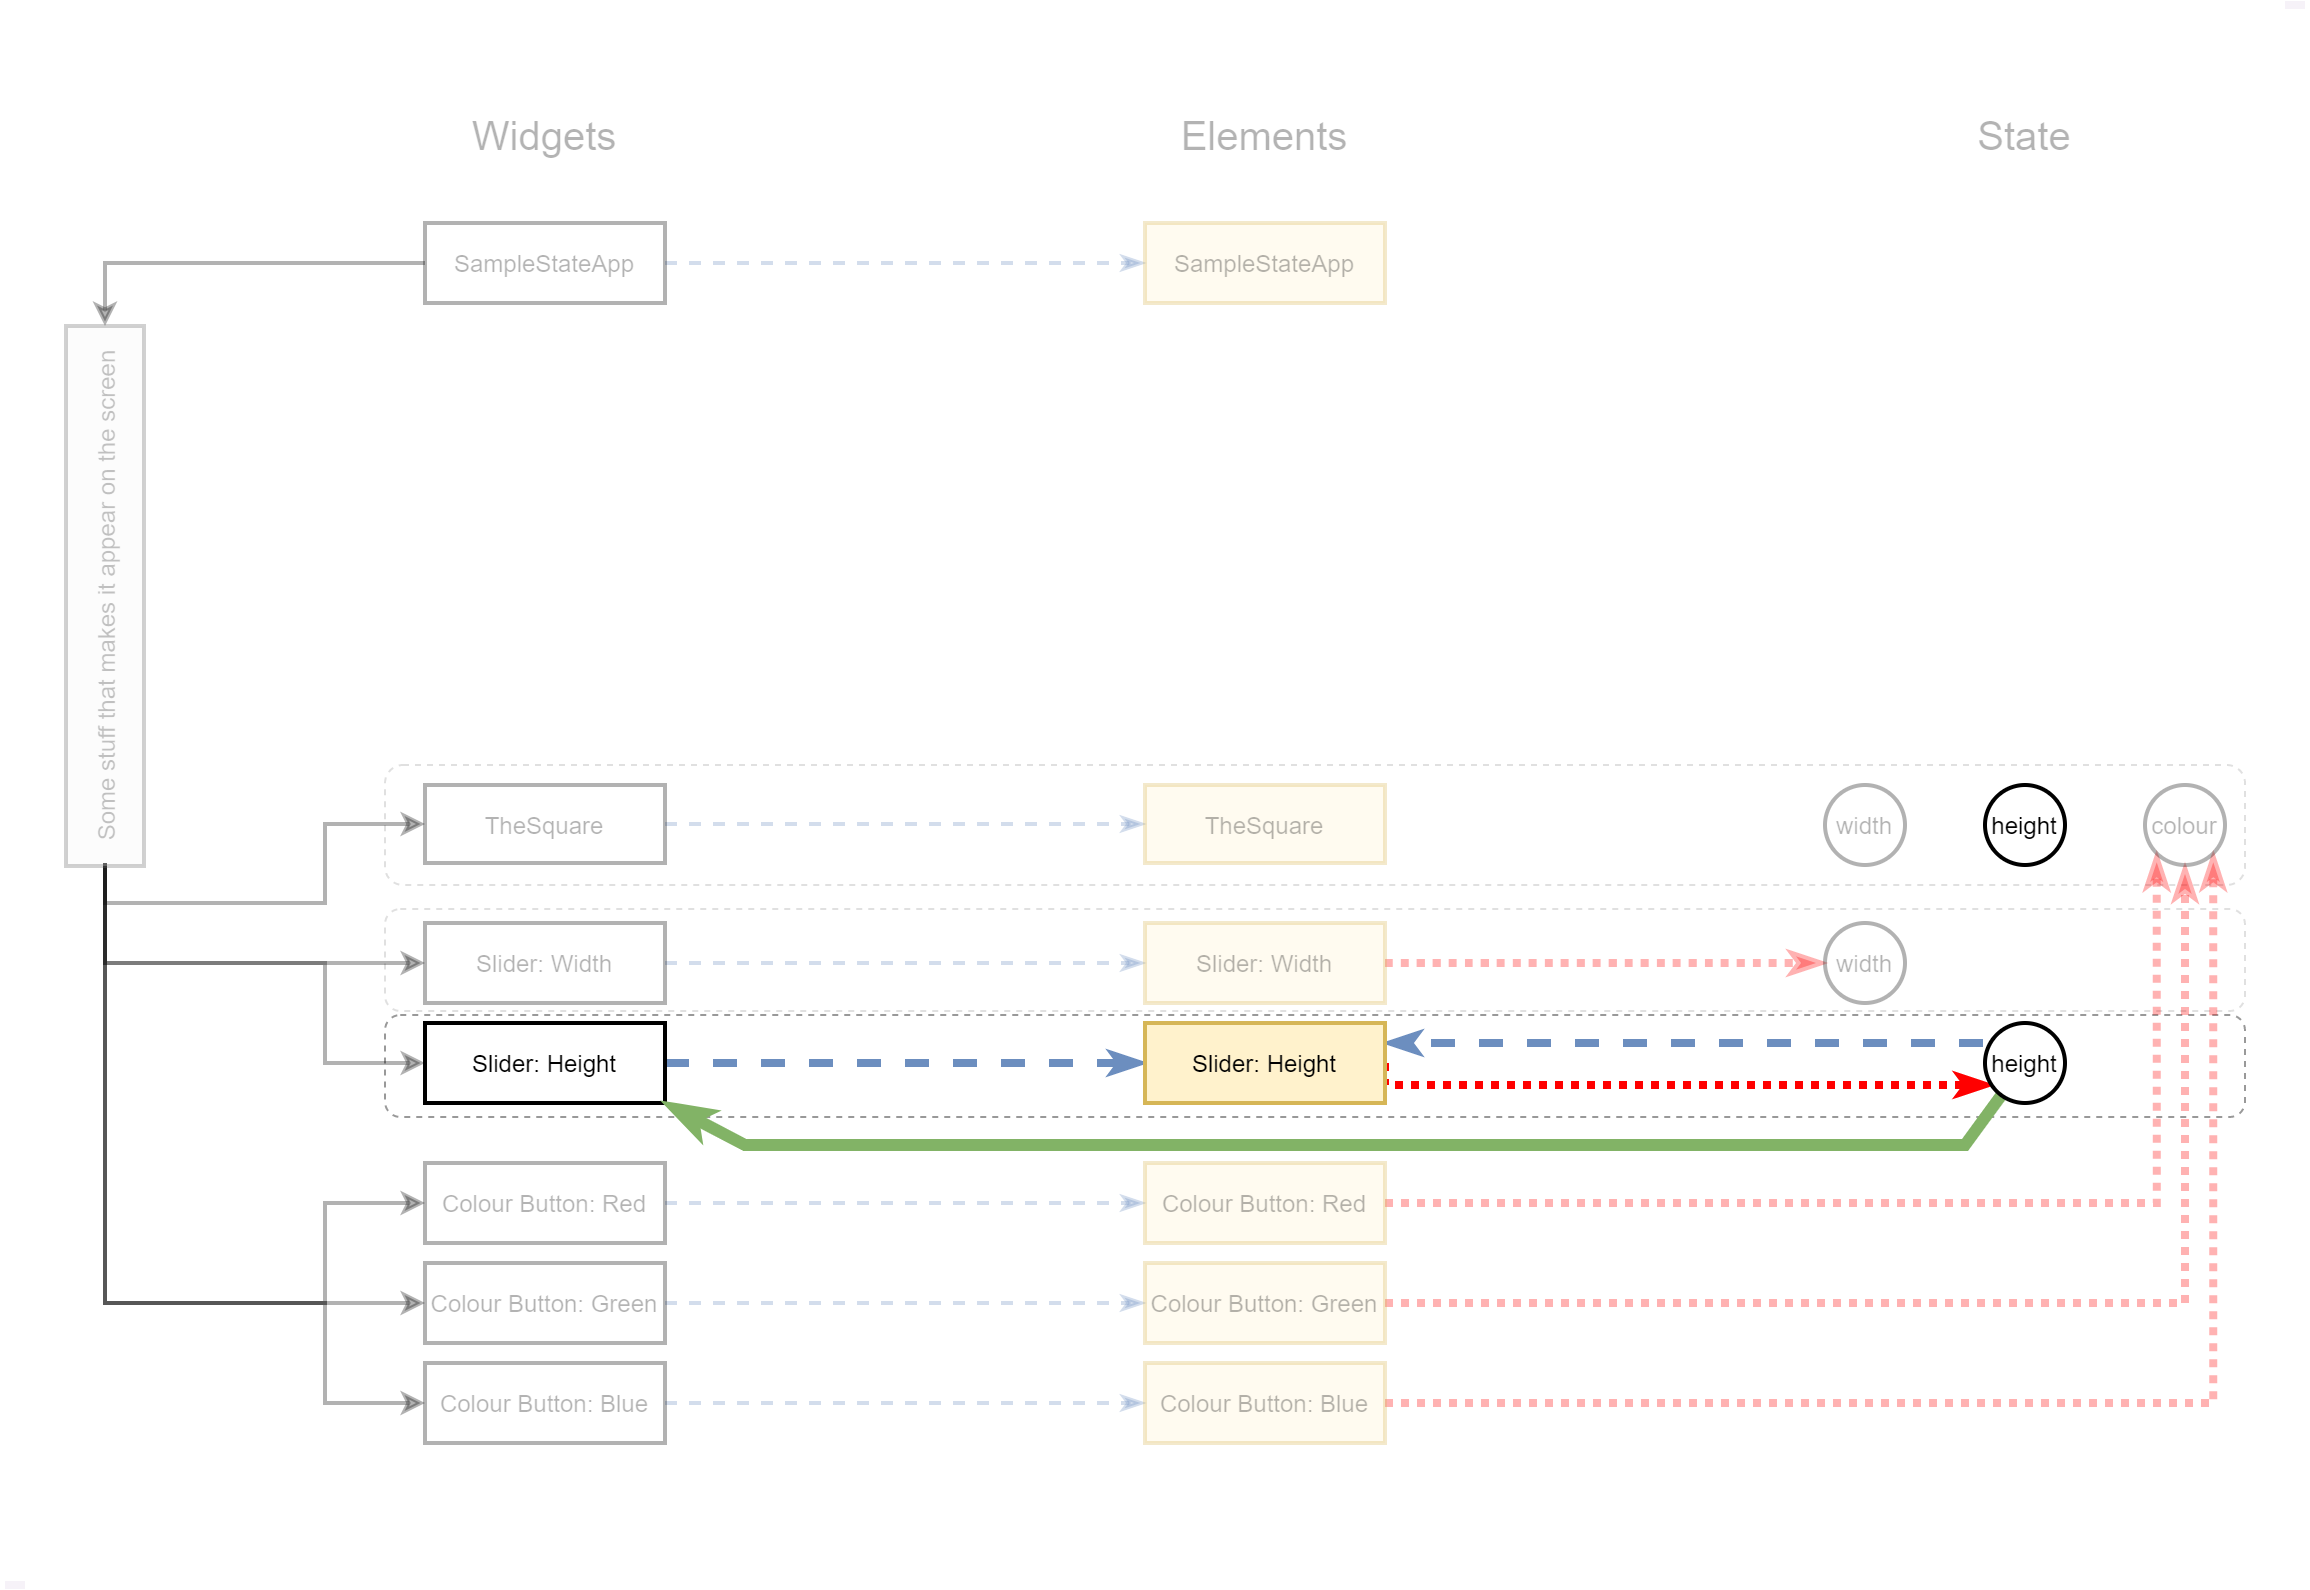 Widgets
Elements
State
SampleStateApp
SampleStateApp
Some stuff that makes it appear on the screen
TheSquare
TheSquare
width
height
colour
Slider: Width
Slider: Width
width
Slider: Height
Slider: Height
height
Colour Button: Red
Colour Button: Red
Colour Button: Green
Colour Button: Green
Colour Button: Blue
Colour Button: Blue